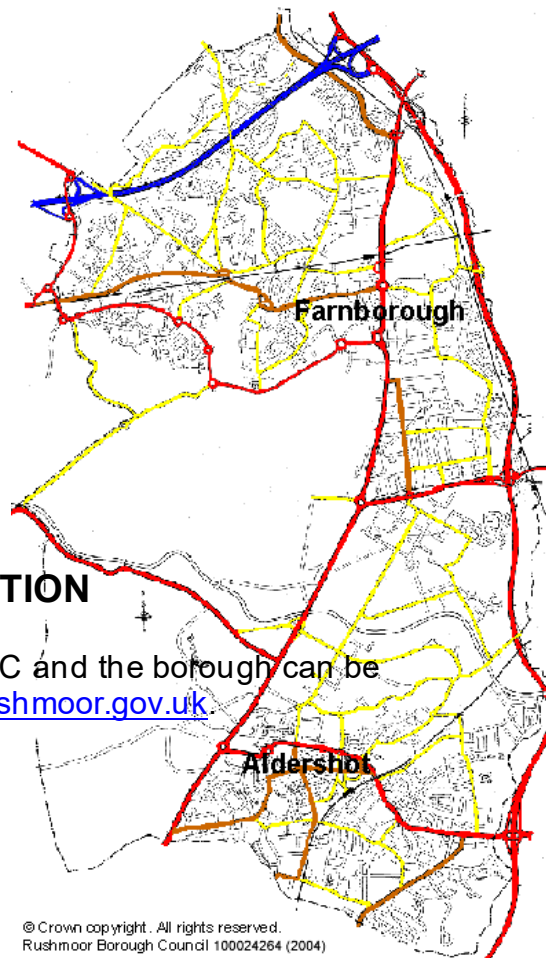 Farnborough
TION
C and the borough can be
shmoor.gov.uk.
Aldershot
© Crown copyright. All rights reserved.
Rushmoor Borough Council 100024264 (2004)